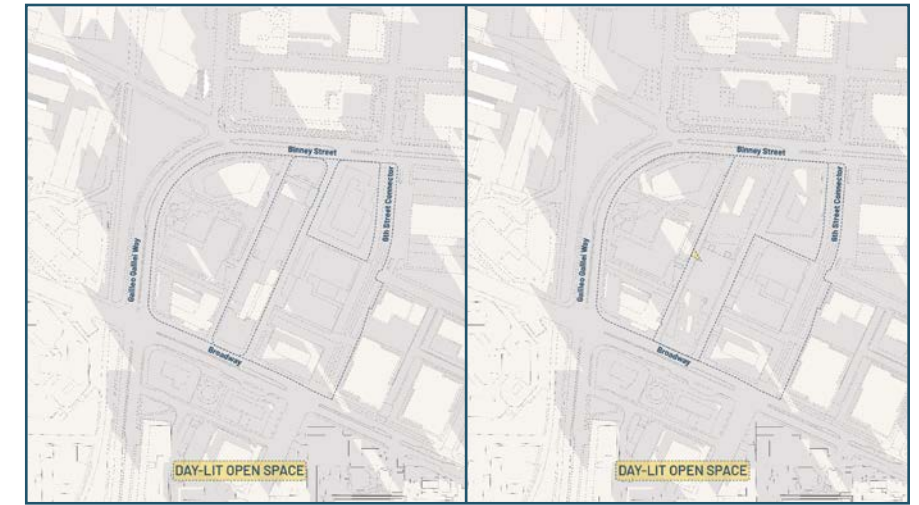 Binney Street
6th Street Connector
Galileo Galilei Way
Broadway
DAY-LIT OPEN SPACE
Binney Street
6th Street Connector
Galileo Galilei Way
Broadway
DAY-LIT OPEN SPACE